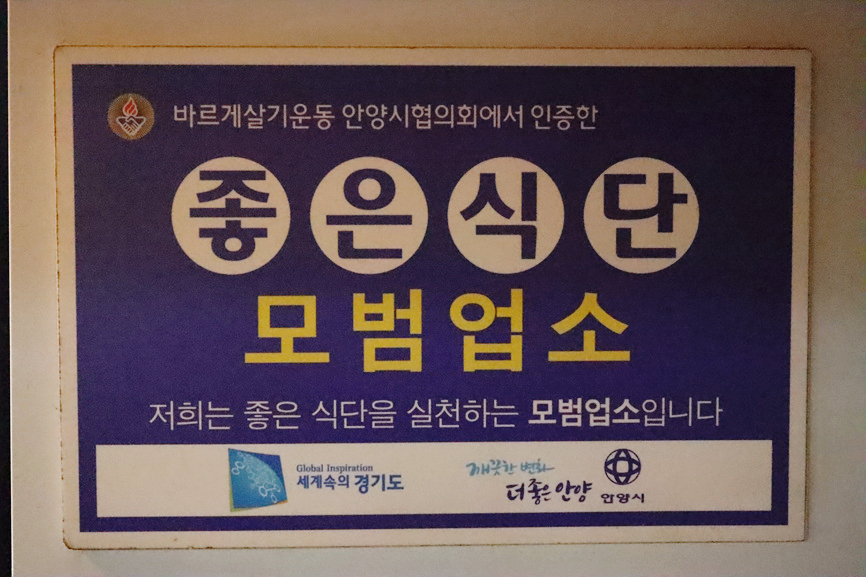 바르게살기운동 안양시협의회에서 인증한
좋은식단
모범업소
저희는 좋은 식단을 실천하는 모범업소입니다
Global Inspiration
세계속의 경기도
깨끗한 변화
더 좋은 안양
안양시